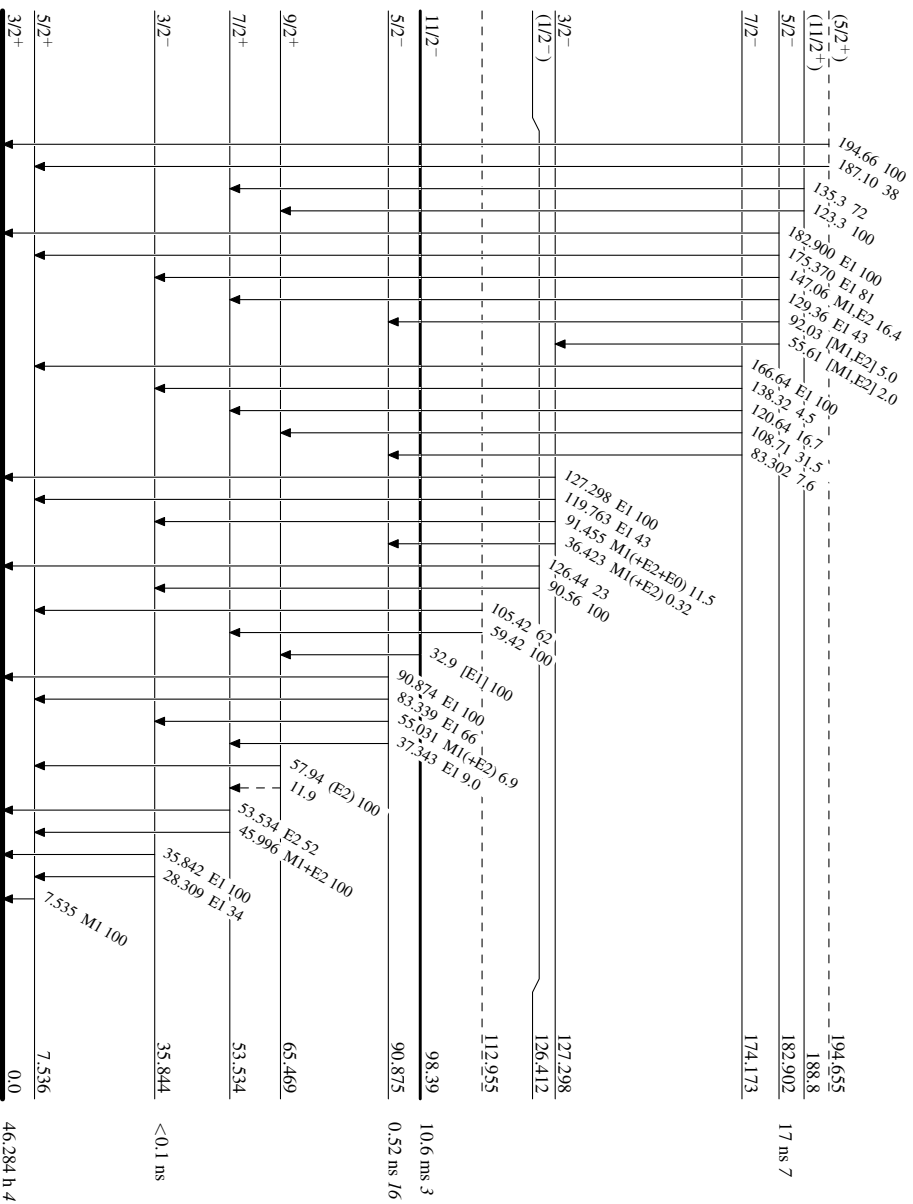 (5/2⁺)
(11/2⁺)
5/2⁻
7/2⁻
3/2⁻
(1/2⁻)
11/2⁻
5/2⁻
9/2⁺
7/2⁺
3/2⁻
5/2⁺
3/2⁺
194.66 100
187.10 38
135.3 72
123.3 100
182.900 E1 100
175.370 E1 81
147.06 M1,E2 16.4
129.36 E1 43
92.03 [M1,E2] 5.0
55.61 [M1,E2] 2.0
166.64 E1 100
138.32 4.5
120.64 16.7
108.71 31.5
83.302 7.6
127.298 E1 100
119.763 E1 43
91.455 M1(+E2+E0) 11.5
36.423 M1(+E2) 0.32
126.44 23
90.56 100
105.42 62
59.42 100
32.9 [E1] 100
90.874 E1 100
83.339 E1 66
55.031 M1(+E2) 6.9
37.343 E1 9.0
57.94 (E2) 100
11.9
53.534 E2 52
45.996 M1+E2 100
35.842 E1 100
28.309 E1 34
7.535 M1 100
194.655
188.8
182.902 17 ns 7
174.173
127.298
126.412
112.955
98.39 10.6 ms 3
90.875 0.52 ns 16
65.469
53.534
35.844 <0.1 ns
7.536
0.0 46.284 h 4